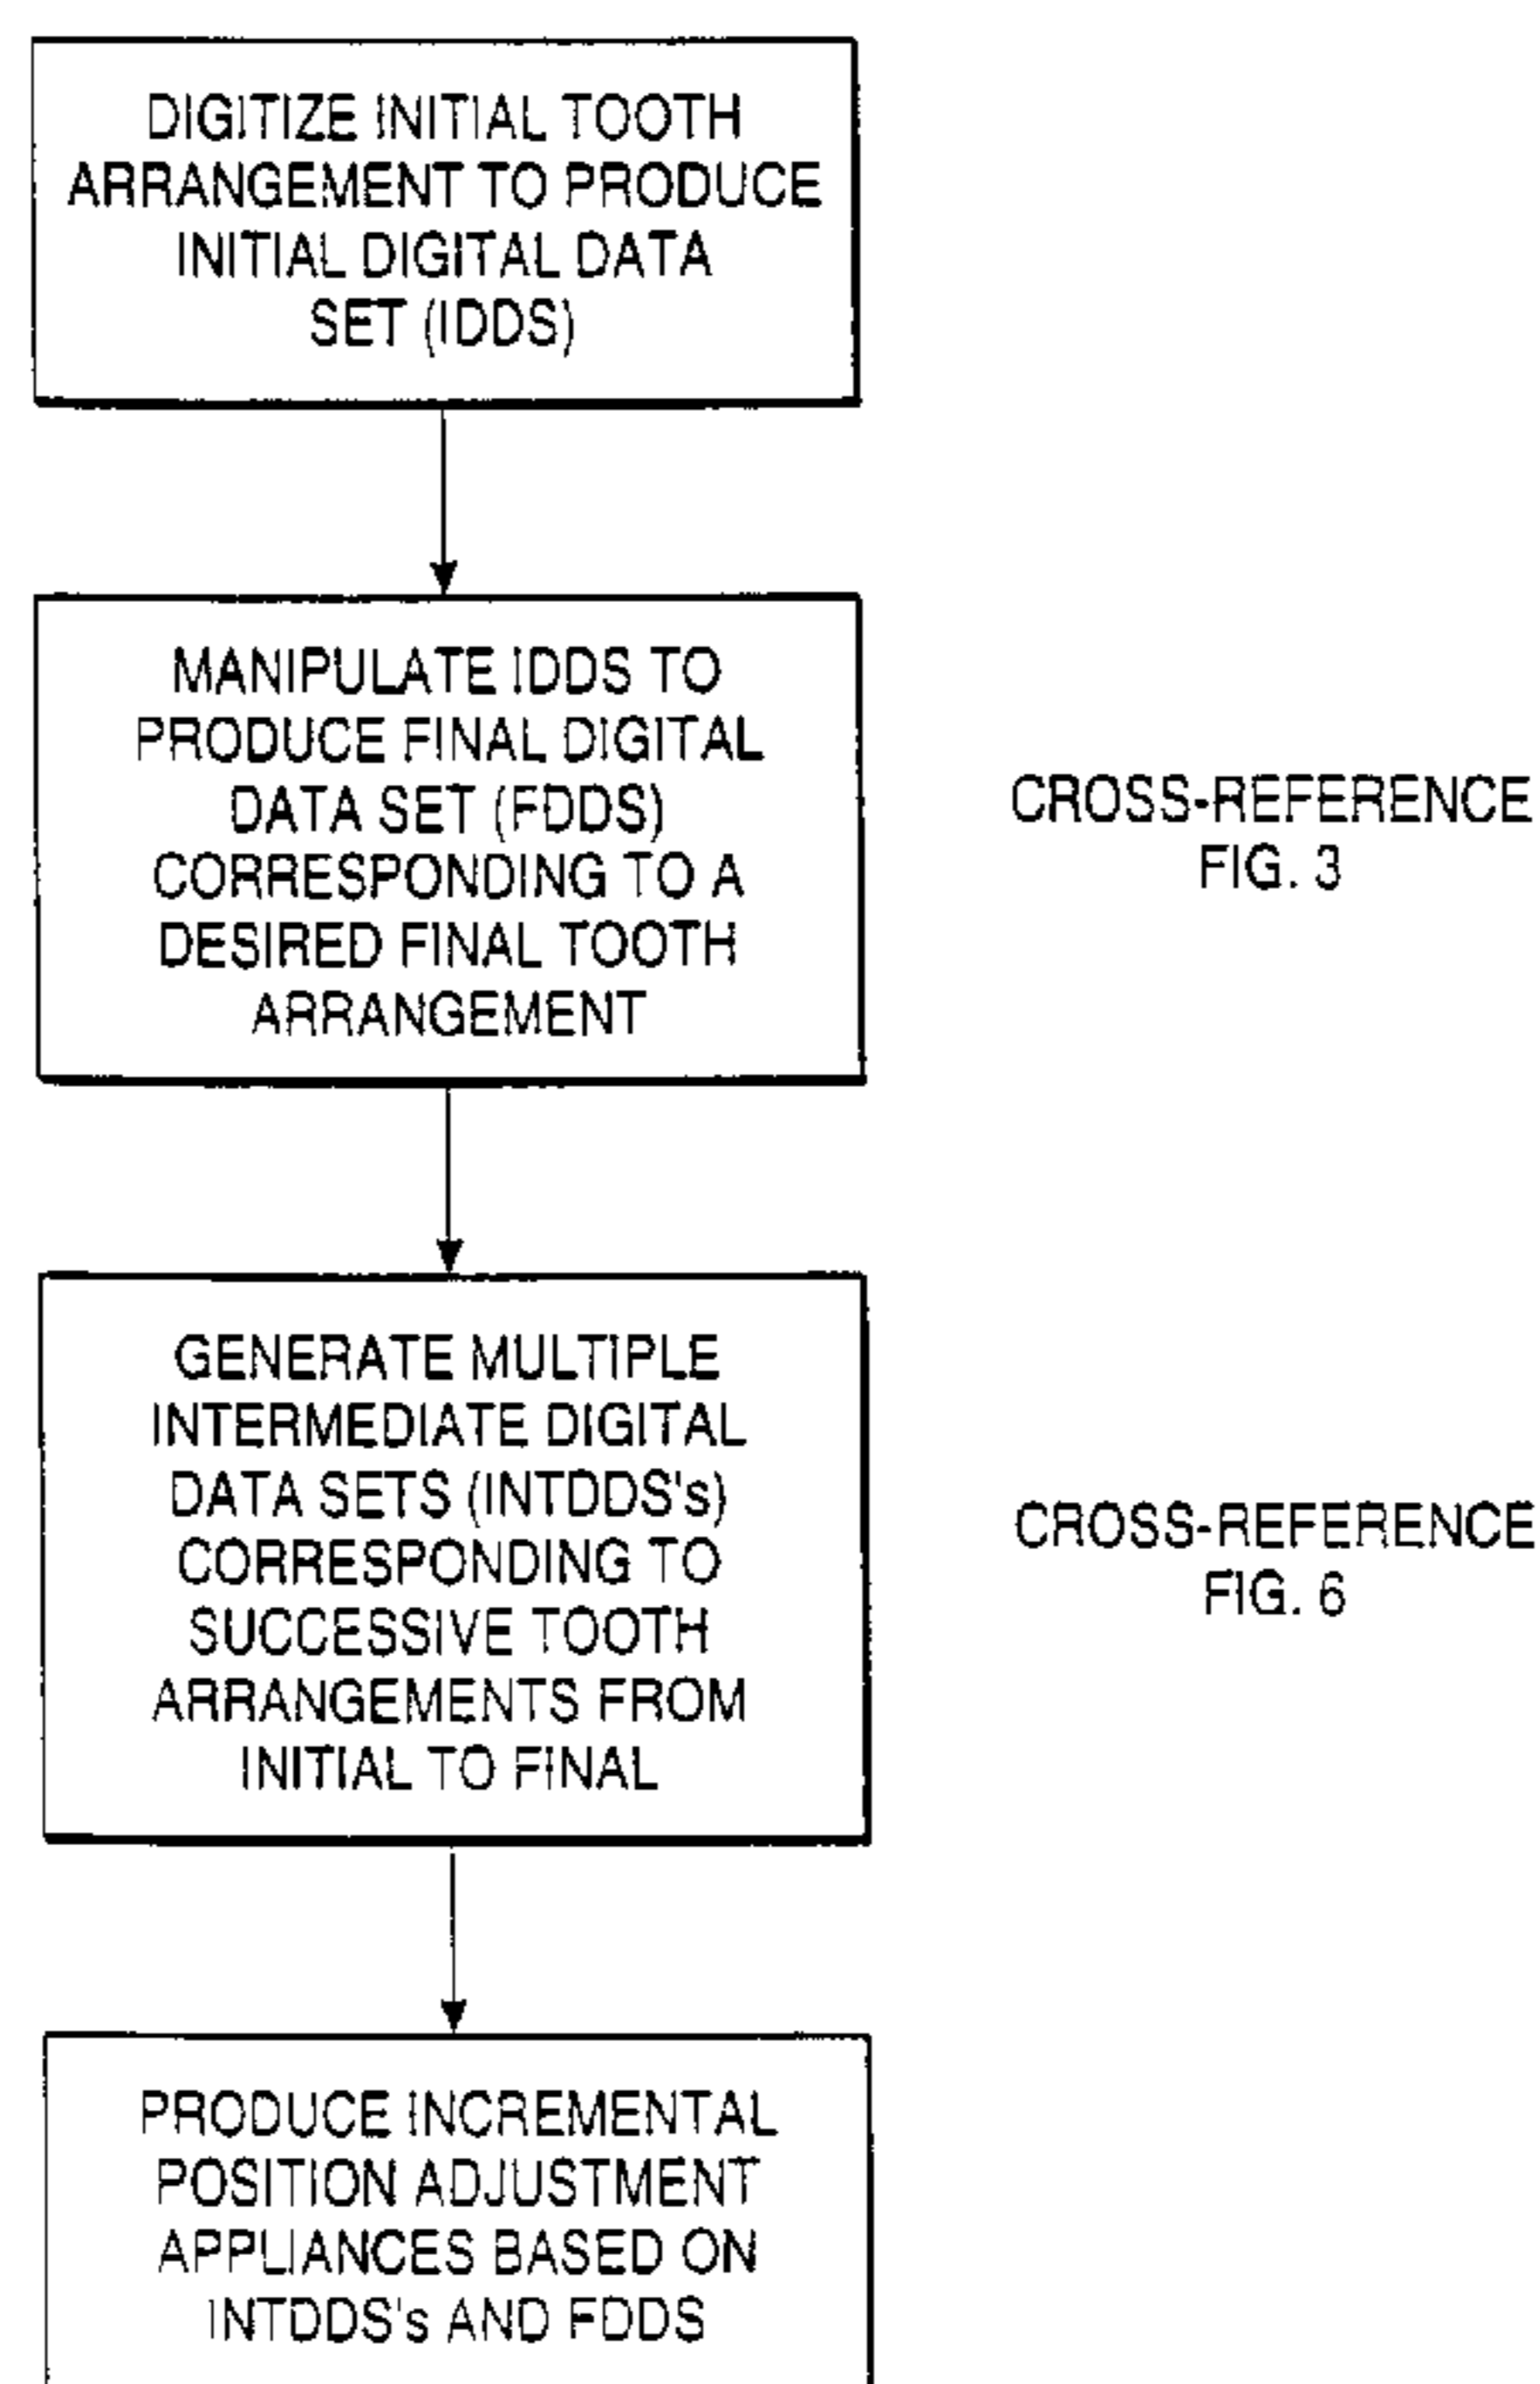 DIGITIZE INITIAL TOOTH
ARRANGEMENT TO PRODUCE
INITIAL DIGITAL DATA
SET (IDDS)
MANIPULATE IDDS TO
PRODUCE FINAL DIGITAL
DATA SET (FDDS)
CORRESPONDING TO A
DESIRED FINAL TOOTH
ARRANGEMENT
CROSS-REFERENCE
FIG. 3
GENERATE MULTIPLE
INTERMEDIATE DIGITAL
DATA SETS (INTDDS's)
CORRESPONDING TO
SUCCESSIVE TOOTH
ARRANGEMENTS FROM
INITIAL TO FINAL
CROSS-REFERENCE
FIG. 6
PRODUCE INCREMENTAL
POSITION ADJUSTMENT
APPLIANCES BASED ON
INTDDS's AND FDDS